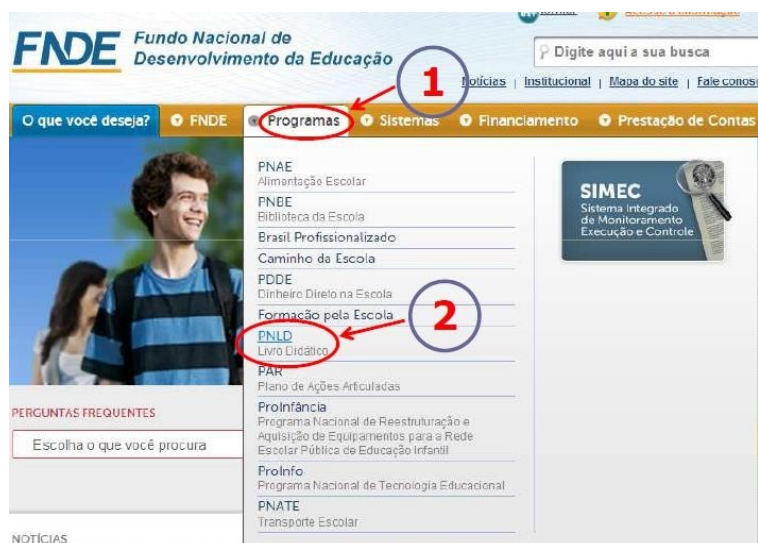 FNDE
Fundo Nacional de
Desenvolvimento da Educação
Digite aqui a sua busca
Notícias | Institucional | Mapa do site | Fale conos
1
O que você deseja?
FNDE
Programas
Sistemas
Financiamento
Prestação de Contas
PNAE
Alimentação Escolar
PNBE
Biblioteca da Escola
Brasil Profissionalizado
Caminho da Escola
PDDE
Dinheiro Direto na Escola
Formação pela Escola
2
PNLD
Livro Didático
PAR
Plano de Ações Articuladas
ProInfância
Programa Nacional de Reestruturação e
Aquisição de Equipamentos para a Rede
Escolar Pública de Educação Infantil
ProInfo
Programa Nacional de Tecnologia Educacional
PNATE
Transporte Escolar
SIMEC
Sistema Integrado
de Monitoramento
Execução e Controle
PERGUNTAS FREQUENTES
Escolha o que você procura
NOTÍCIAS